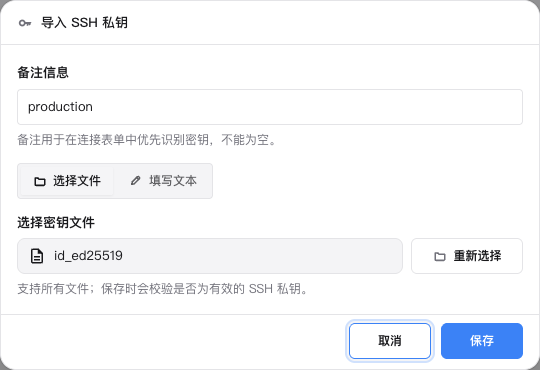 导入 SSH 私钥
备注信息
production
备注用于在连接表单中优先识别密钥，不能为空。
选择文件 填写文本
选择密钥文件
id_ed25519 重新选择
支持所有文件；保存时会校验是否为有效的 SSH 私钥。
取消 保存